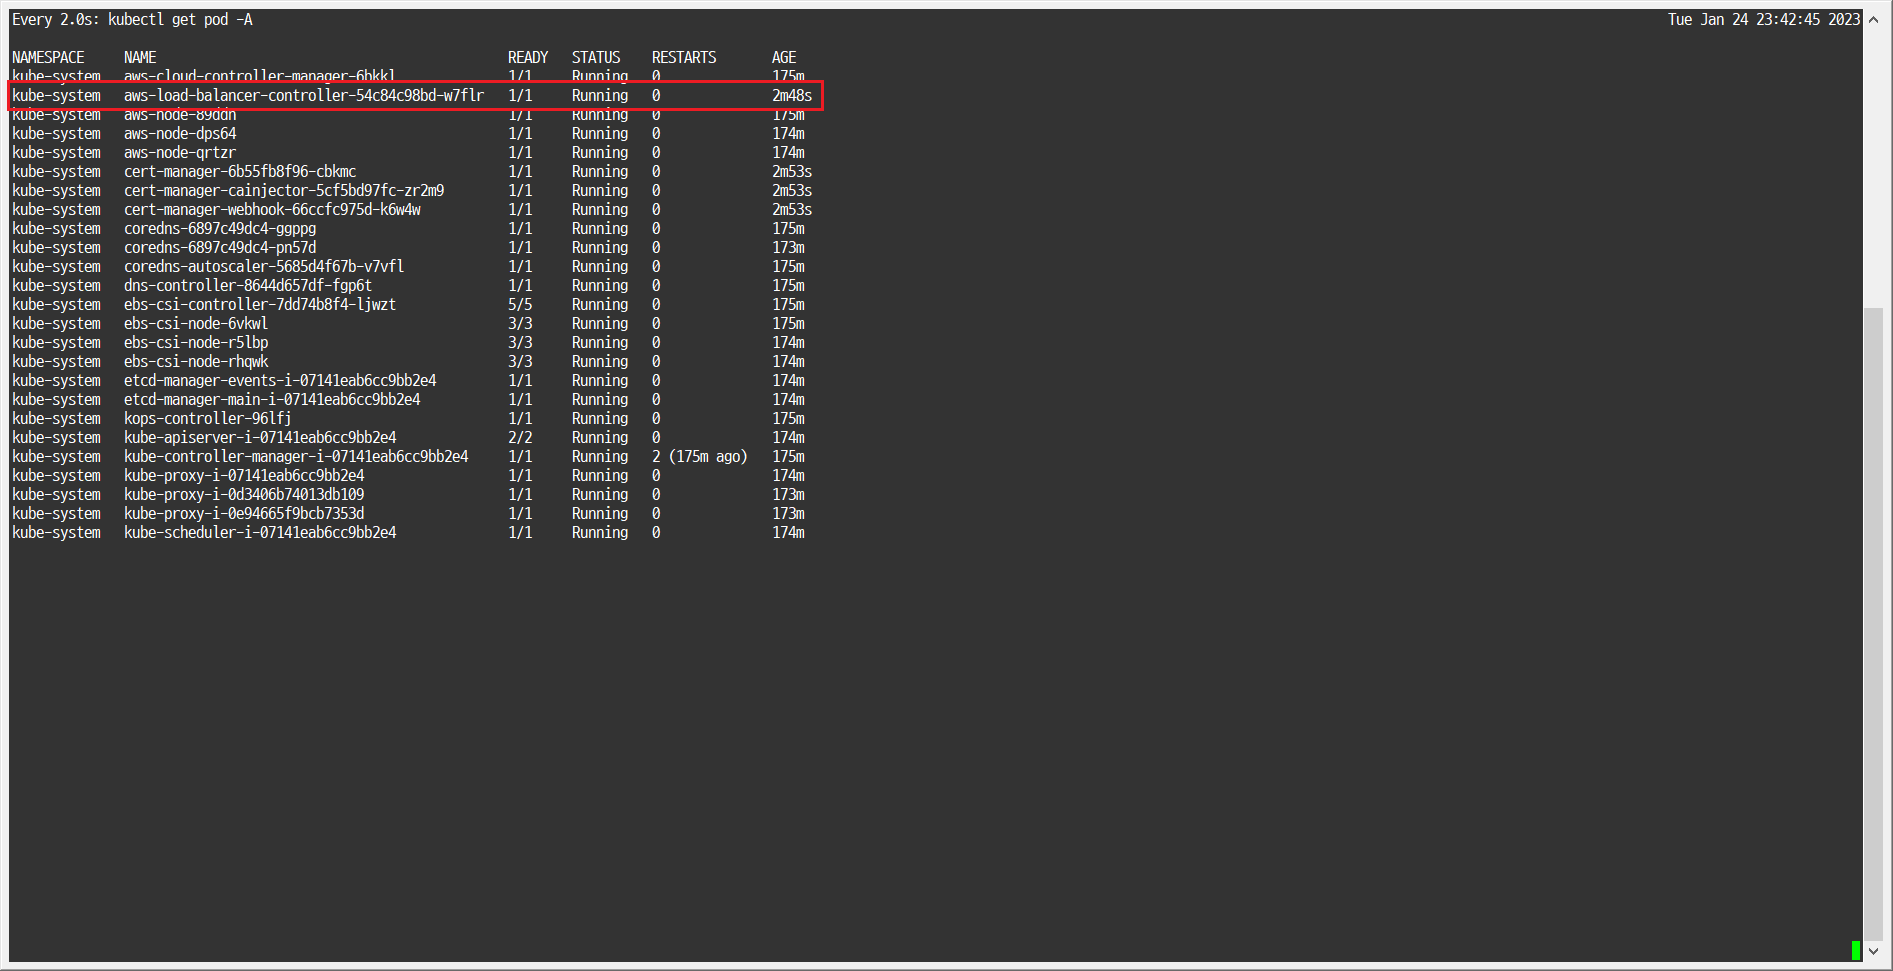 Every 2.0s: kubectl get pod -A                    Tue Jan 24 23:42:45 2023
NAMESPACE   NAME   READY   STATUS   RESTARTS   AGE
kube-system   aws-cloud-controller-manager-6bkkl   1/1   Running   0   175m
kube-system   aws-load-balancer-controller-54c84c98bd-w7flr   1/1   Running   0   2m48s
kube-system   aws-node-89ddn   1/1   Running   0   175m
kube-system   aws-node-dps64   1/1   Running   0   174m
kube-system   aws-node-qrtzr   1/1   Running   0   174m
kube-system   cert-manager-6b55fb8f96-cbkmc   1/1   Running   0   2m53s
kube-system   cert-manager-cainjector-5cf5bd97fc-zr2m9   1/1   Running   0   2m53s
kube-system   cert-manager-webhook-66ccfc975d-k6w4w   1/1   Running   0   2m53s
kube-system   coredns-6897c49dc4-ggppg   1/1   Running   0   175m
kube-system   coredns-6897c49dc4-pn57d   1/1   Running   0   173m
kube-system   coredns-autoscaler-5685d4f67b-v7vfl   1/1   Running   0   175m
kube-system   dns-controller-8644d657df-fgp6t   1/1   Running   0   175m
kube-system   ebs-csi-controller-7dd74b8f4-ljwzt   5/5   Running   0   175m
kube-system   ebs-csi-node-6vkwl   3/3   Running   0   175m
kube-system   ebs-csi-node-r5lbp   3/3   Running   0   174m
kube-system   ebs-csi-node-rhqwk   3/3   Running   0   174m
kube-system   etcd-manager-events-i-07141eab6cc9bb2e4   1/1   Running   0   174m
kube-system   etcd-manager-main-i-07141eab6cc9bb2e4   1/1   Running   0   174m
kube-system   kops-controller-96lfj   1/1   Running   0   175m
kube-system   kube-apiserver-i-07141eab6cc9bb2e4   2/2   Running   0   174m
kube-system   kube-controller-manager-i-07141eab6cc9bb2e4   1/1   Running   2 (175m ago)   175m
kube-system   kube-proxy-i-07141eab6cc9bb2e4   1/1   Running   0   174m
kube-system   kube-proxy-i-0d3406b74013db109   1/1   Running   0   173m
kube-system   kube-proxy-i-0e94665f9bcb7353d   1/1   Running   0   173m
kube-system   kube-scheduler-i-07141eab6cc9bb2e4   1/1   Running   0   174m